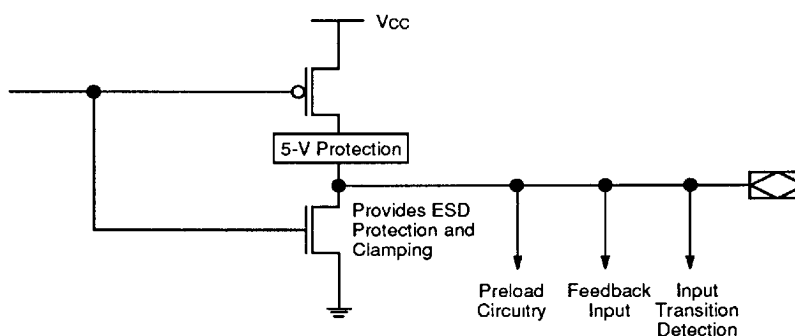 Vcc
5-V Protection
Provides ESD
Protection and
Clamping
Preload
Circuitry
Feedback
Input
Input
Transition
Detection